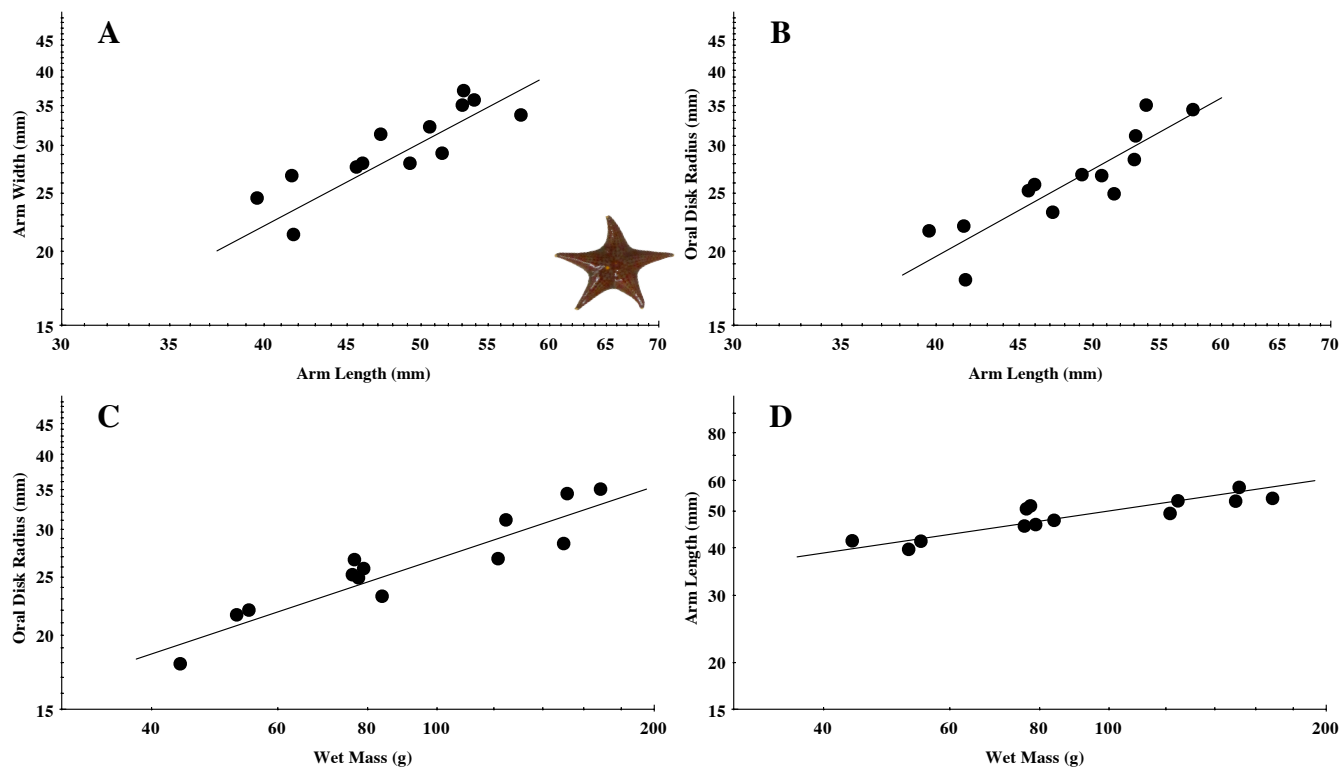 A
Arm Width (mm)
45
40
35
30
25
20
15
30 35 40 45 50 55 60 65 70
Arm Length (mm)
B
Oral Disk Radius (mm)
45
40
35
30
25
20
15
30 35 40 45 50 55 60 65 70
Arm Length (mm)
C
Oral Disk Radius (mm)
45
40
35
30
25
20
15
40 60 80 100 200
Wet Mass (g)
D
Arm Length (mm)
80
60
50
40
30
20
15
40 60 80 100 200
Wet Mass (g)